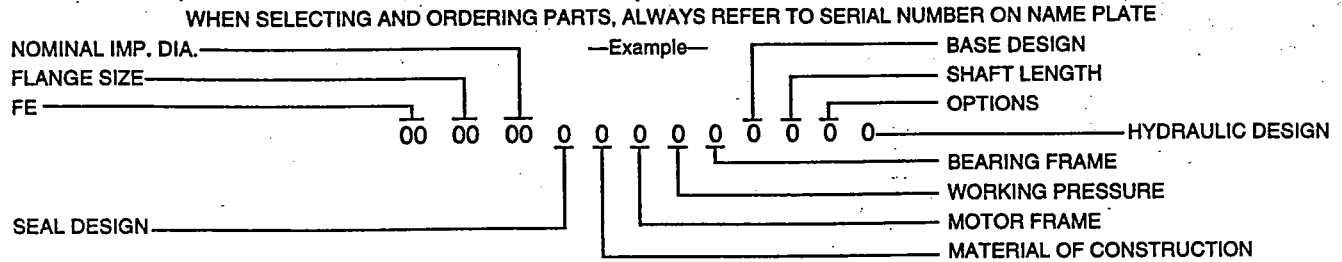 WHEN SELECTING AND ORDERING PARTS, ALWAYS REFER TO SERIAL NUMBER ON NAME PLATE
NOMINAL IMP. DIA.
—Example—
BASE DESIGN
FLANGE SIZE
SHAFT LENGTH
FE
OPTIONS
00 00 00 0 0 0 0 0 0 0 0 0
HYDRAULIC DESIGN
BEARING FRAME
WORKING PRESSURE
SEAL DESIGN
MOTOR FRAME
MATERIAL OF CONSTRUCTION